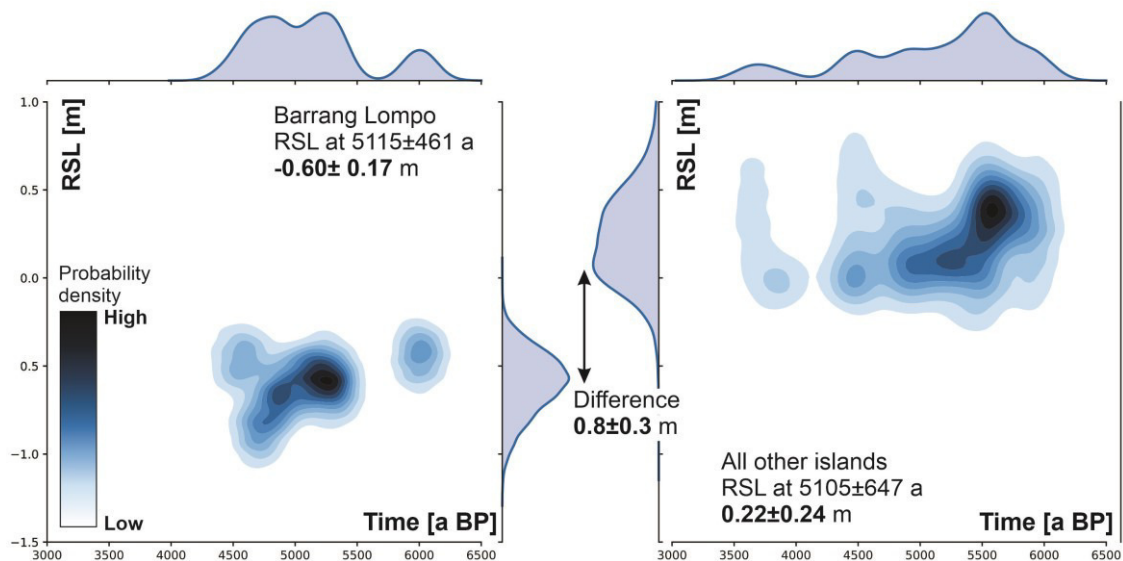 1.0
RSL [m]
0.5
0.0
0.5
-1.0
-1.5
Barrang Lompo
RSL at 5115±461 a
-0.60± 0.17 m
Probability
density
High
Low
Time [a BP]
3000 3500 4000 4500 5000 5500 6000 6500
Difference
0.8±0.3 m
RSL [m]
All other islands
RSL at 5105±647 a
0.22±0.24 m
Time [a BP]
3000 3500 4000 4500 5000 5500 6000 6500